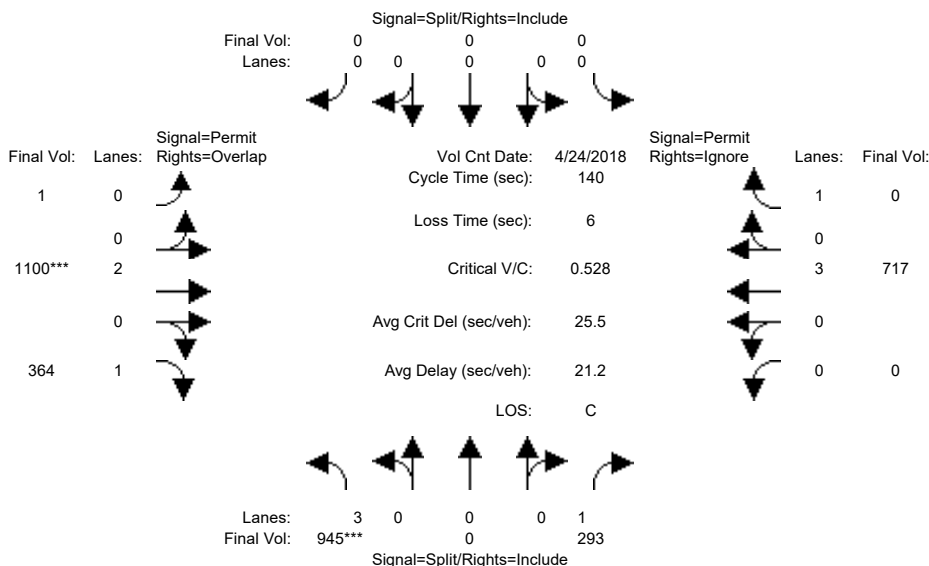 Signal=Split/Rights=Include
Final Vol: 0 0 0
Lanes: 0 0 0 0 0
Signal=Permit Signal=Permit
Final Vol: Lanes: Rights=Overlap Vol Cnt Date: 4/24/2018 Rights=Ignore Lanes: Final Vol:
Cycle Time (sec): 140
1 0 1 0
Loss Time (sec): 6
0 0
1100*** 2 Critical V/C: 0.528 3 717
0 Avg Crit Del (sec/veh): 25.5 0
364 1 Avg Delay (sec/veh): 21.2 0 0
LOS: C
Lanes: 3 0 0 0 1
Final Vol: 945*** 0 293
Signal=Split/Rights=Include